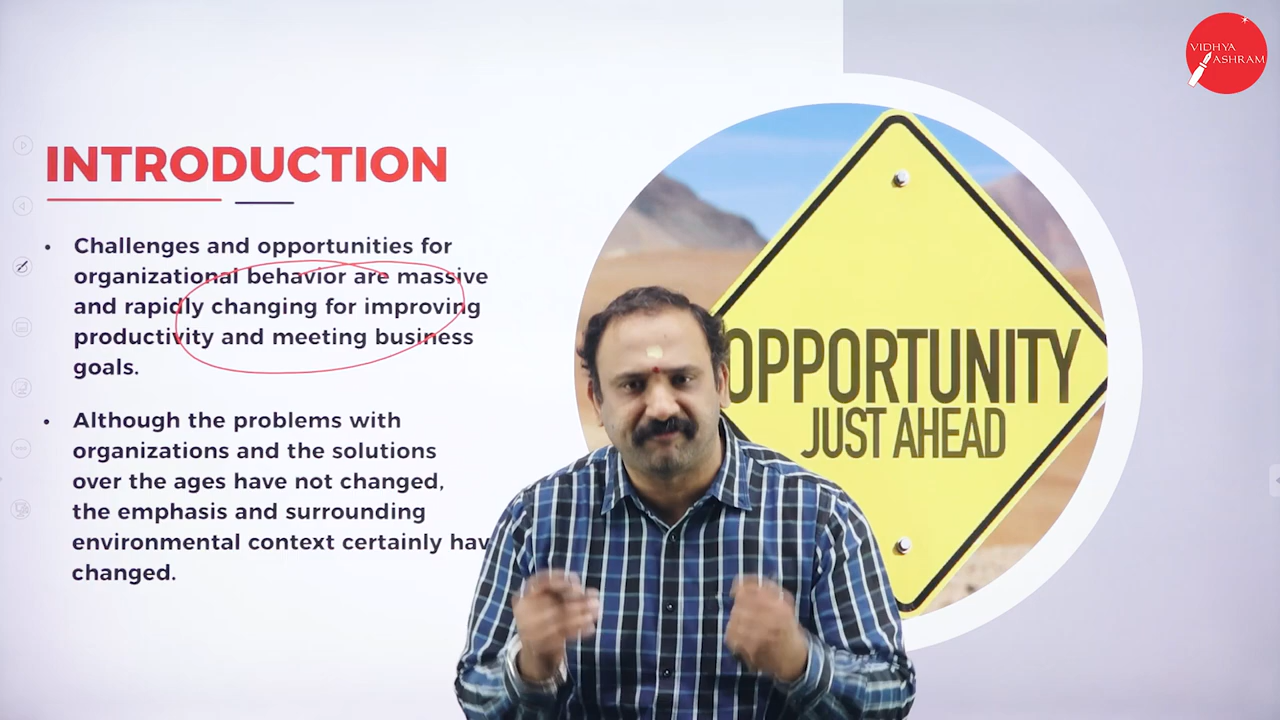 VIDHYA
ASHRAM
INTRODUCTION
• Challenges and opportunities for
organizational behavior are massive
and rapidly changing for improving
productivity and meeting business
goals.
• Although the problems with
organizations and the solutions
over the ages have not changed,
the emphasis and surrounding
environmental context certainly hav
changed.
OPPORTUNITY
JUST AHEAD